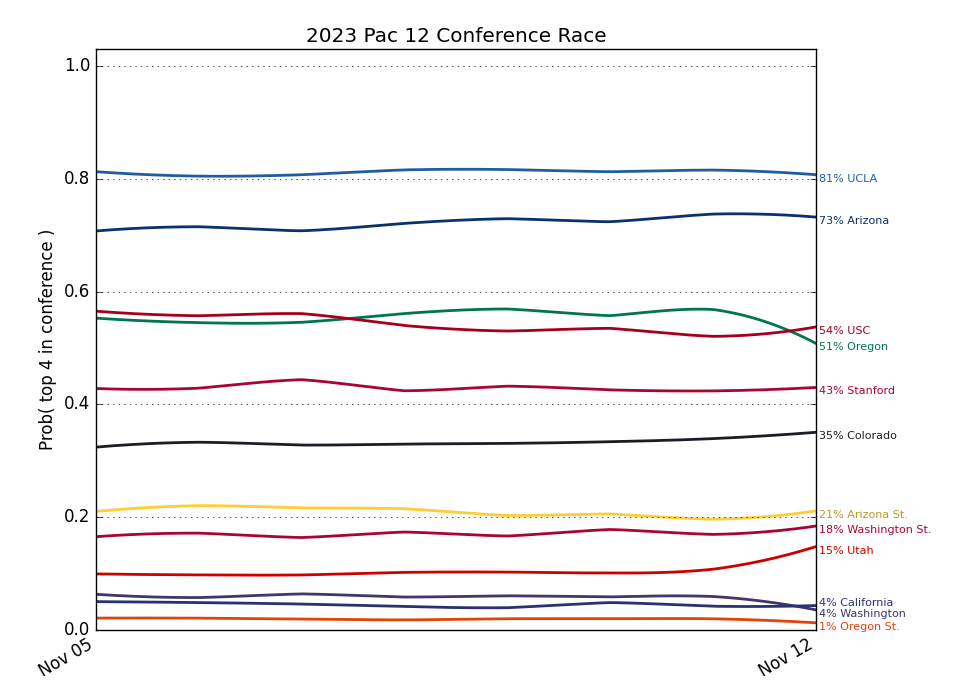 2023 Pac 12 Conference Race
1.0
0.8
0.6
0.4
0.2
0.0
Prob( top 4 in conference )
81% UCLA
73% Arizona
54% USC
51% Oregon
43% Stanford
35% Colorado
21% Arizona St.
18% Washington St.
15% Utah
4% California
4% Washington
1% Oregon St.
Nov 05
Nov 12